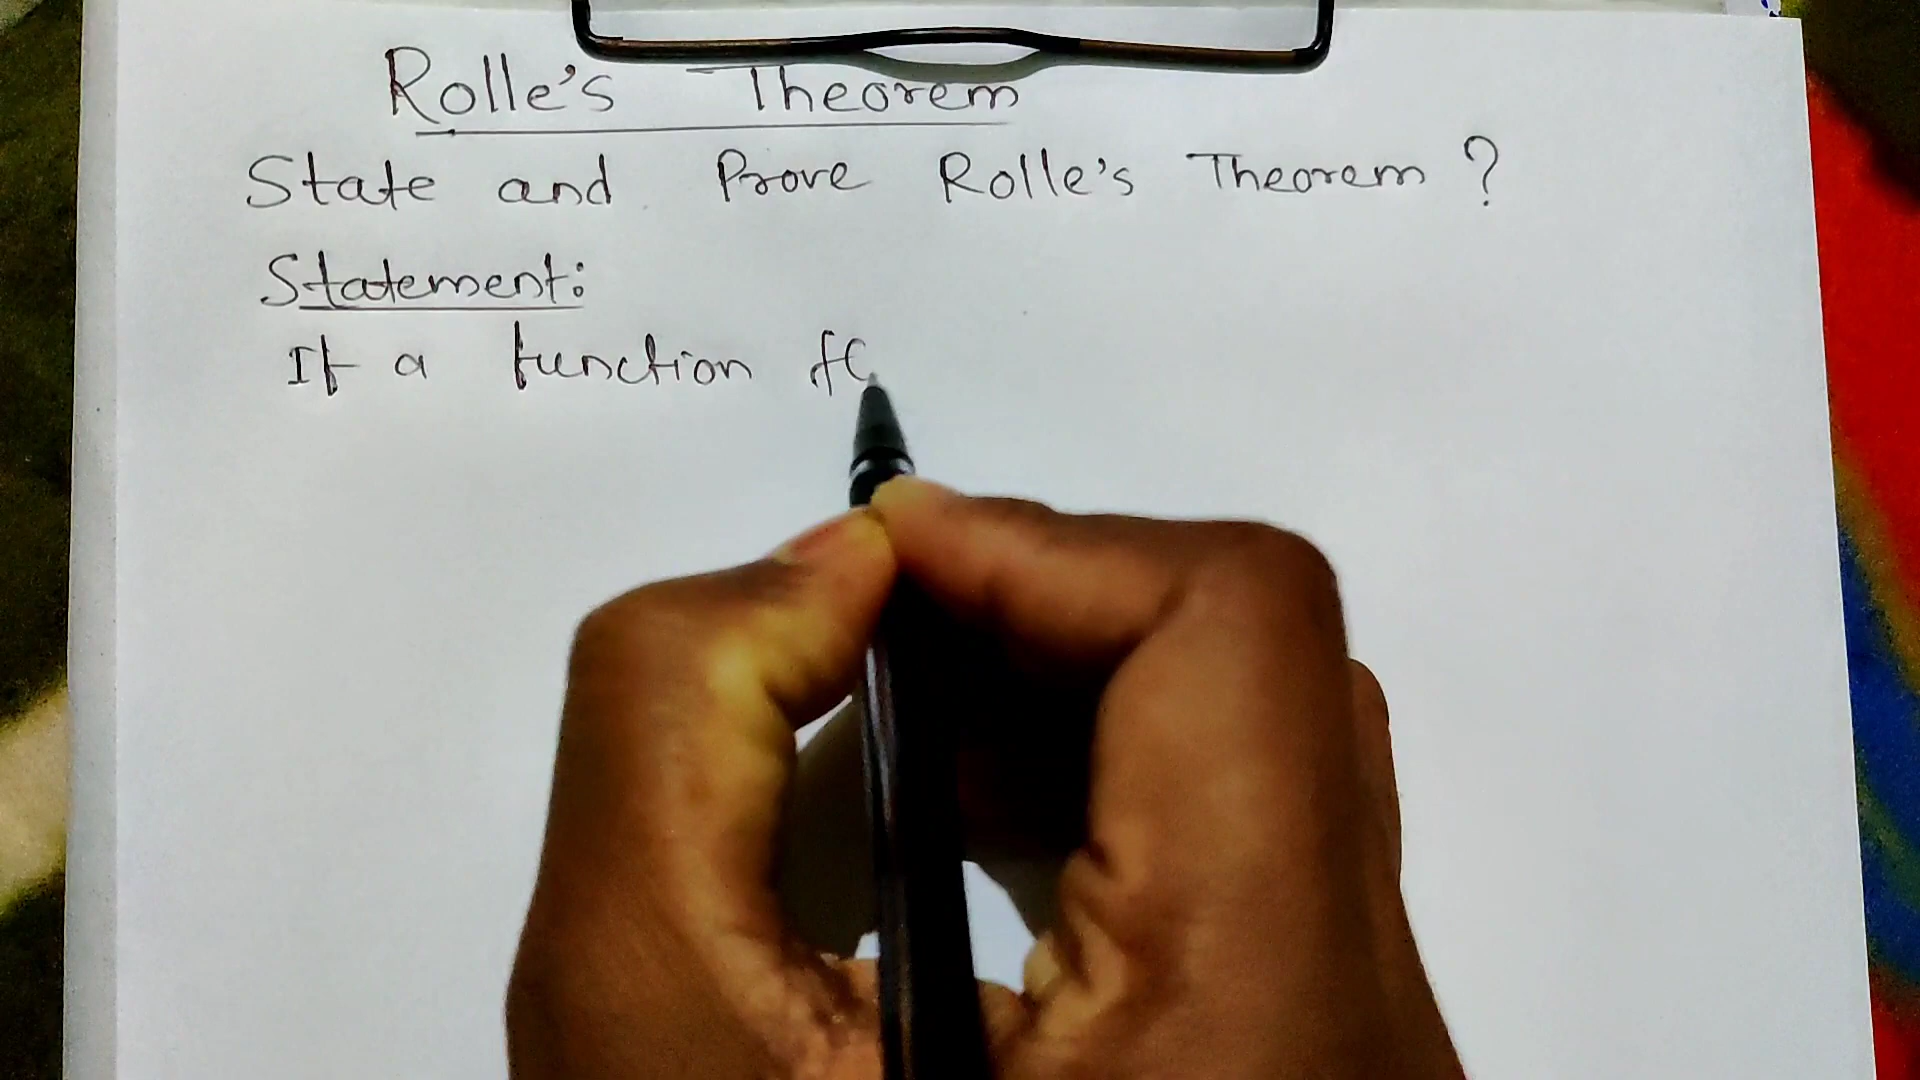 Rolle's Theorem
State and Prove Rolle's Theorem ?
Statement:
If a function f(